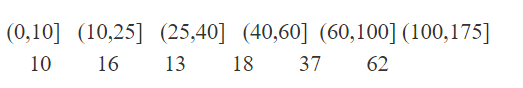 (0,10] (10,25] (25,40] (40,60] (60,100] (100,175]
10 16 13 18 37 62